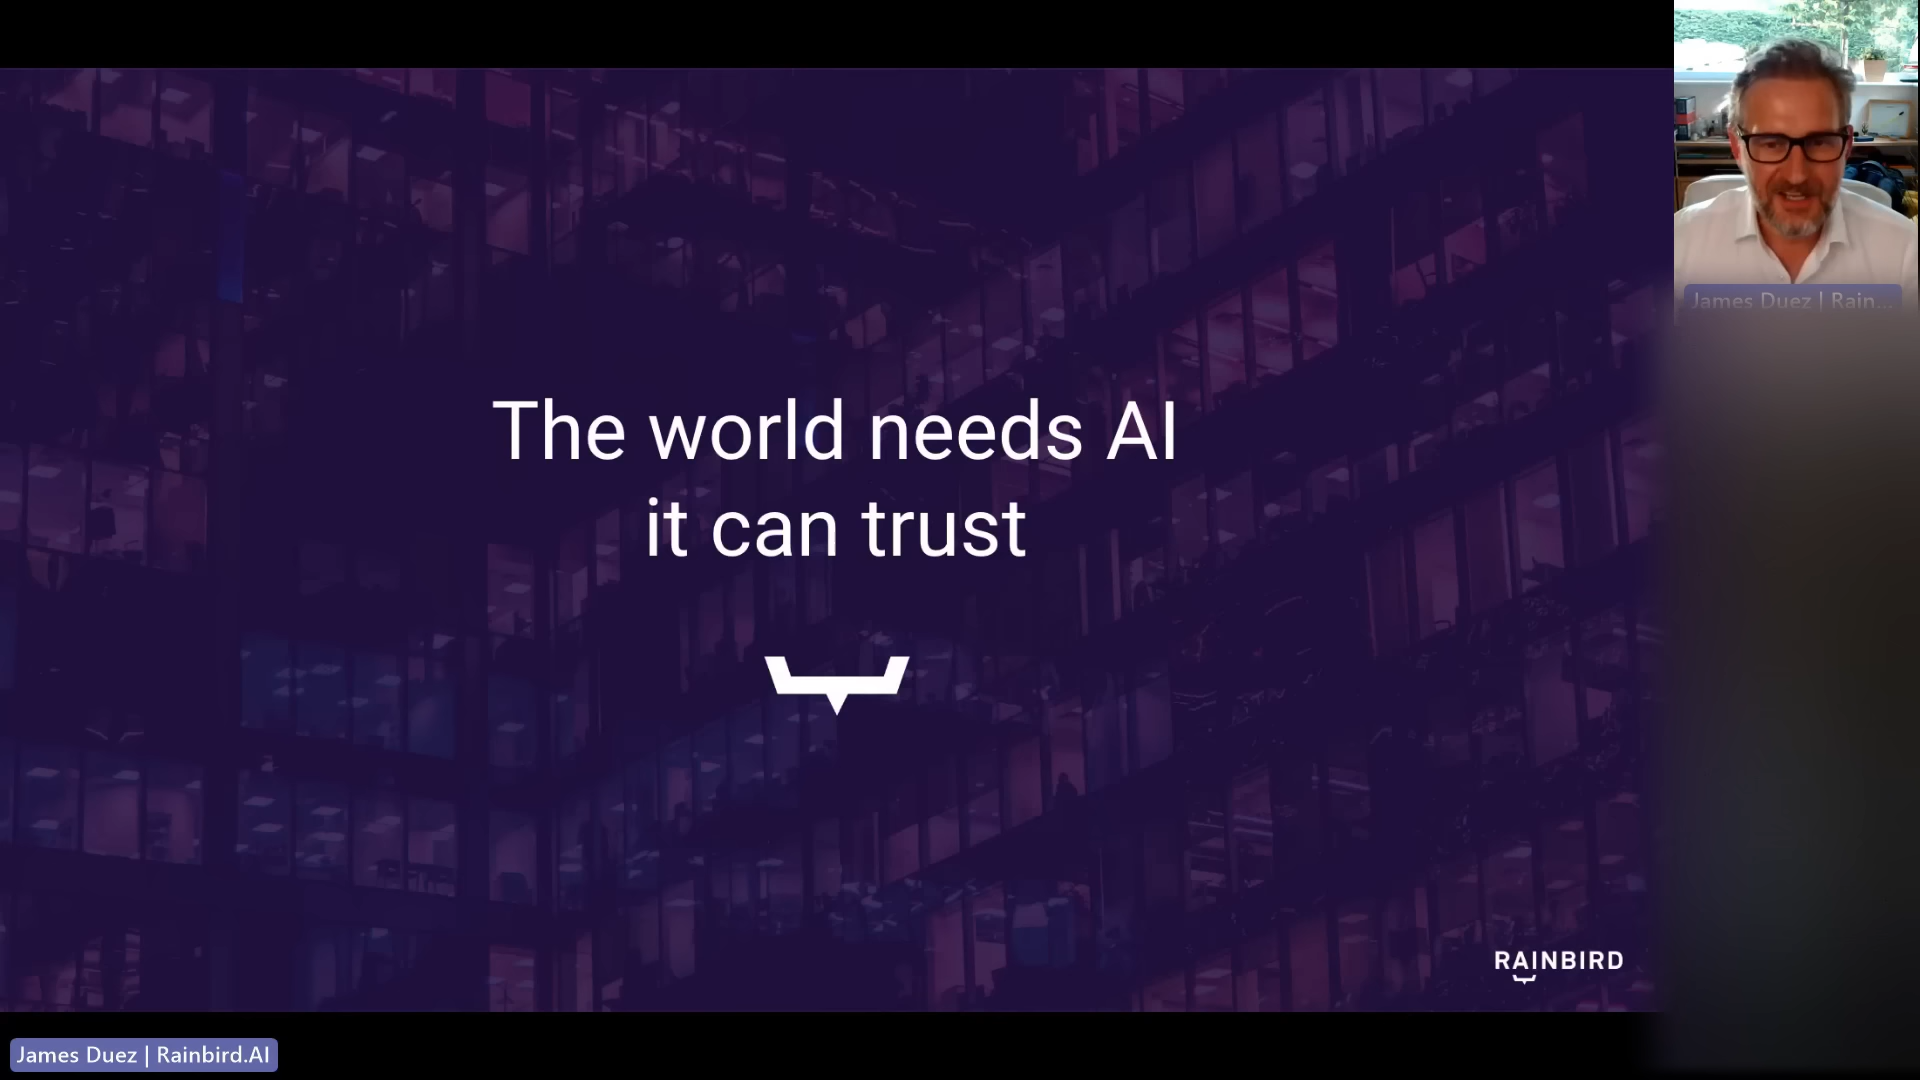 The world needs AI
it can trust
RAINBIRD
James Duez | Rain...
James Duez | Rainbird.AI